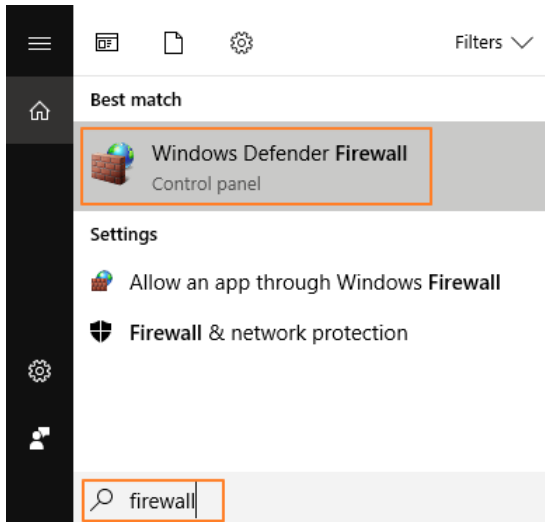 Filters
Best match
Windows Defender Firewall
Control panel
Settings
Allow an app through Windows Firewall
Firewall & network protection
firewall